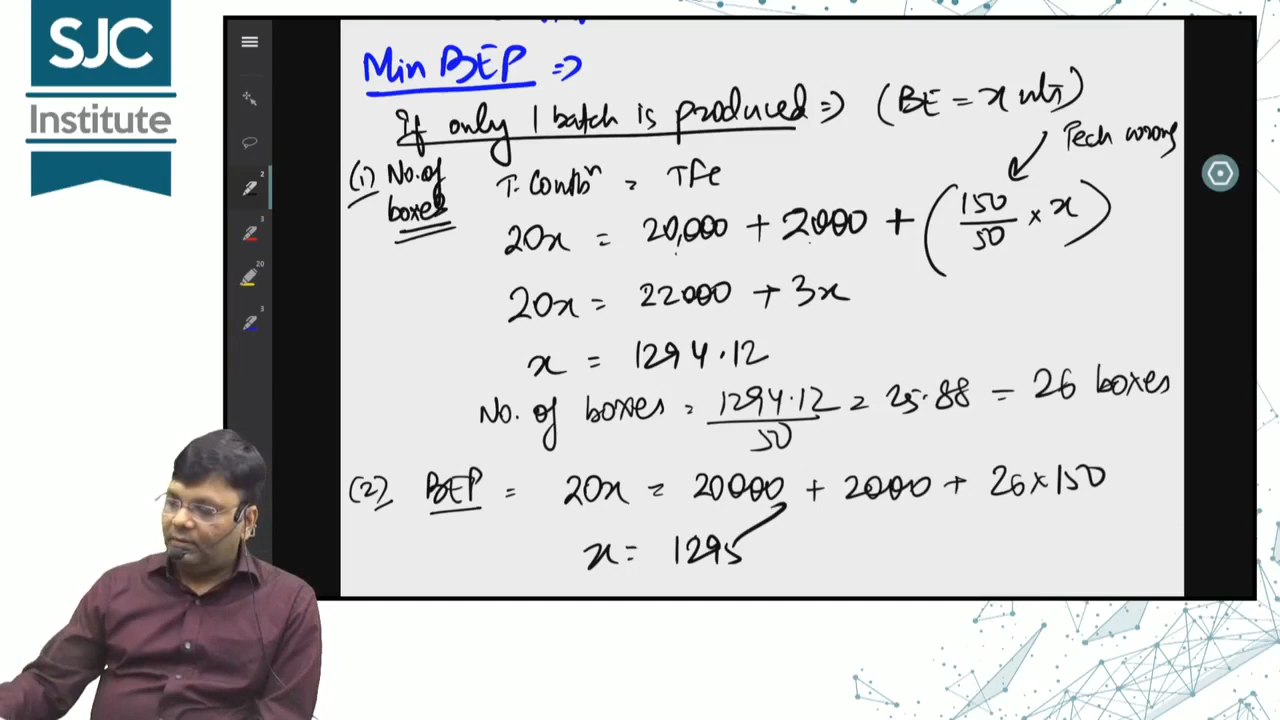 SJC
Institute
Min BEP ⇒
If only 1 batch is produced ⇒ (BE = x units)
Tech wrong
(1) No. of boxes
T. Contbn = TFC
20x = 20,000 + 2000 + (150/50 × x)
20x = 22000 + 3x
x = 1294.12
No. of boxes = 1294.12/50 = 25.88 = 26 boxes
(2) BEP = 20x = 20000 + 2000 + 26×150
x = 1295